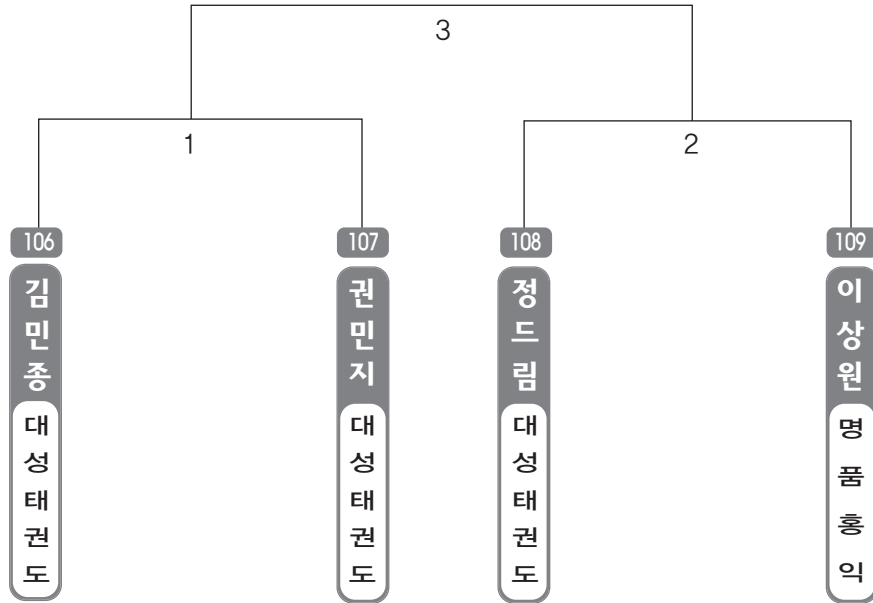 3
1
2
106
김민종
대성태권도
107
권민지
대성태권도
108
정드림
대성태권도
109
이상원
명품홍익